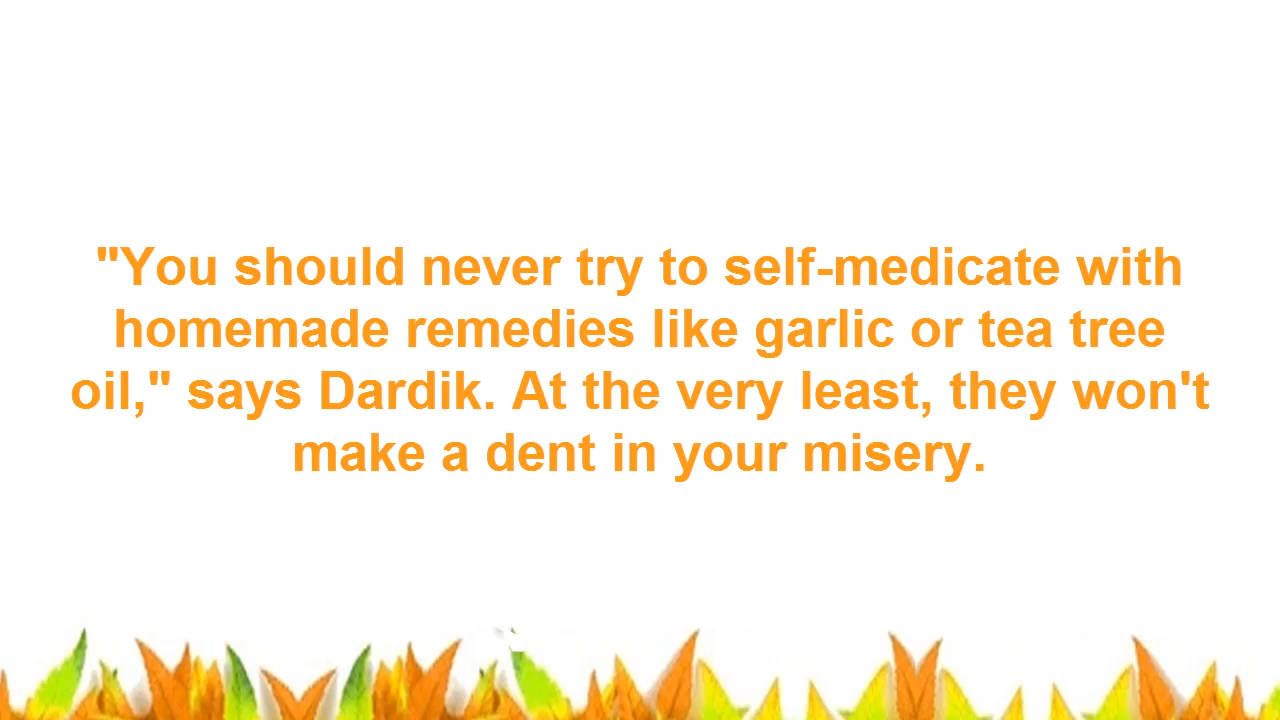 "You should never try to self-medicate with
homemade remedies like garlic or tea tree
oil," says Dardik. At the very least, they won't
make a dent in your misery.